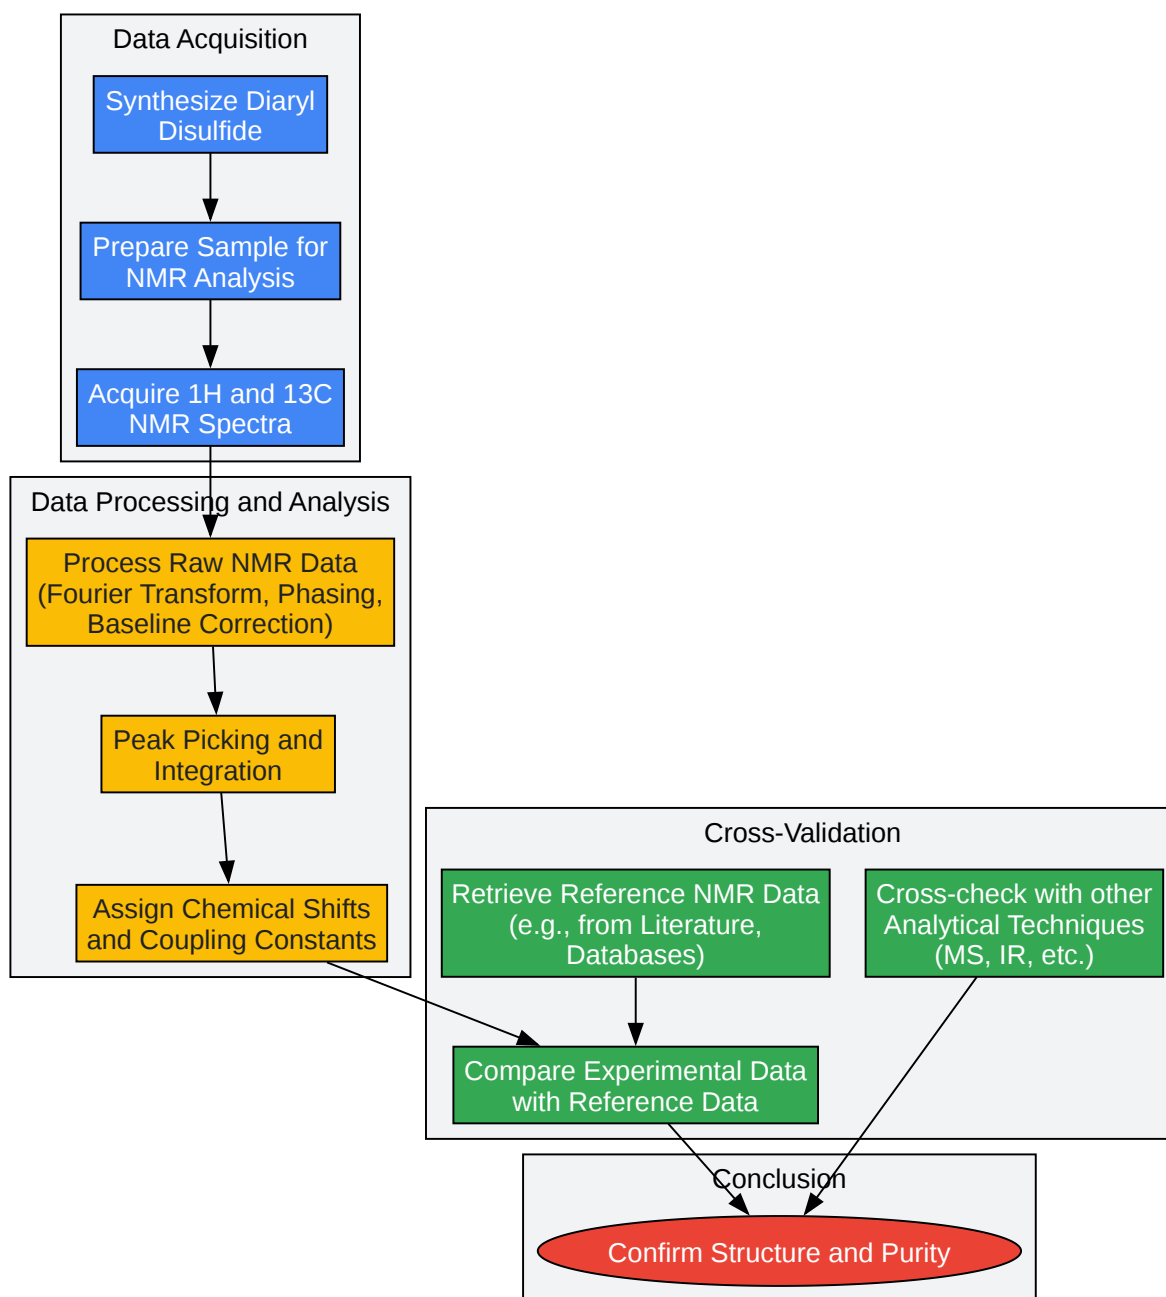 Data Acquisition
Synthesize Diaryl
Disulfide
Prepare Sample for
NMR Analysis
Acquire 1H and 13C
NMR Spectra
Data Processing and Analysis
Process Raw NMR Data
(Fourier Transform, Phasing,
Baseline Correction)
Peak Picking and
Integration
Assign Chemical Shifts
and Coupling Constants
Cross-Validation
Retrieve Reference NMR Data
(e.g., from Literature,
Databases)
Cross-check with other
Analytical Techniques
(MS, IR, etc.)
Compare Experimental Data
with Reference Data
Conclusion
Confirm Structure and Purity